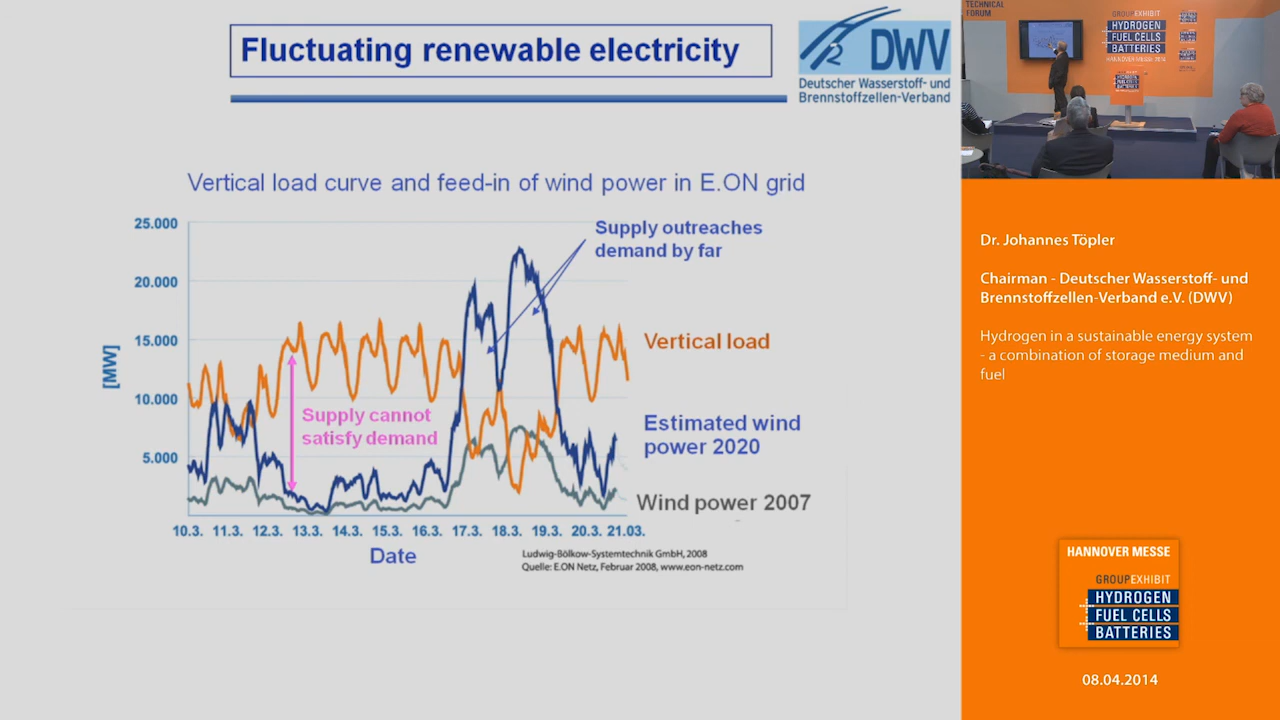 Fluctuating renewable electricity
H2 DWV
Deutscher Wasserstoff- und
Brennstoffzellen-Verband
Vertical load curve and feed-in of wind power in E.ON grid
25.000
20.000
15.000
10.000
5.000
[MW]
Supply outreaches
demand by far
Vertical load
Supply cannot
satisfy demand
Estimated wind
power 2020
Wind power 2007
10.3. 11.3. 12.3. 13.3. 14.3. 15.3. 16.3. 17.3. 18.3. 19.3. 20.3. 21.03.
Date
Ludwig-Bölkow-Systemtechnik GmbH, 2008
Quelle: E.ON Netz, Februar 2008, www.eon-netz.com
TECHNICAL
FORUM
GROUP EXHIBIT
HYDROGEN
FUEL CELLS
BATTERIES
HANNOVER MESSE 2014
Dr. Johannes Töpler
Chairman - Deutscher Wasserstoff- und
Brennstoffzellen-Verband e.V. (DWV)
Hydrogen in a sustainable energy system
- a combination of storage medium and
fuel
HANNOVER MESSE
GROUP EXHIBIT
HYDROGEN
FUEL CELLS
BATTERIES
08.04.2014